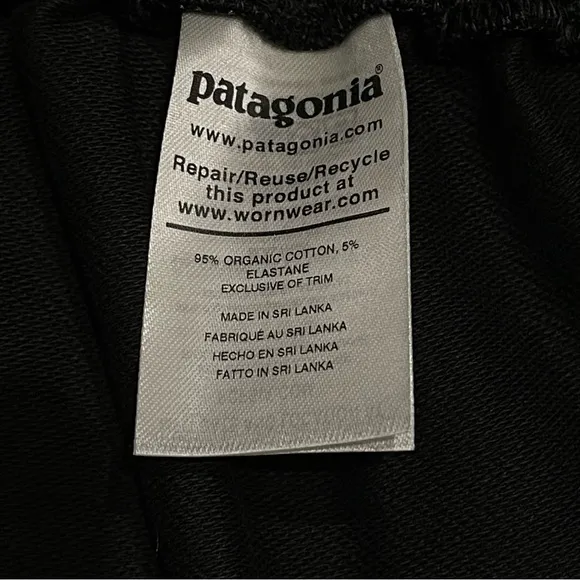 patagonia®
www.patagonia.com
Repair/Reuse/Recycle
this product at
www.wornwear.com
95% ORGANIC COTTON, 5%
ELASTANE
EXCLUSIVE OF TRIM
MADE IN SRI LANKA
FABRIQUÉ AU SRI LANKA
HECHO EN SRI LANKA
FATTO IN SRI LANKA